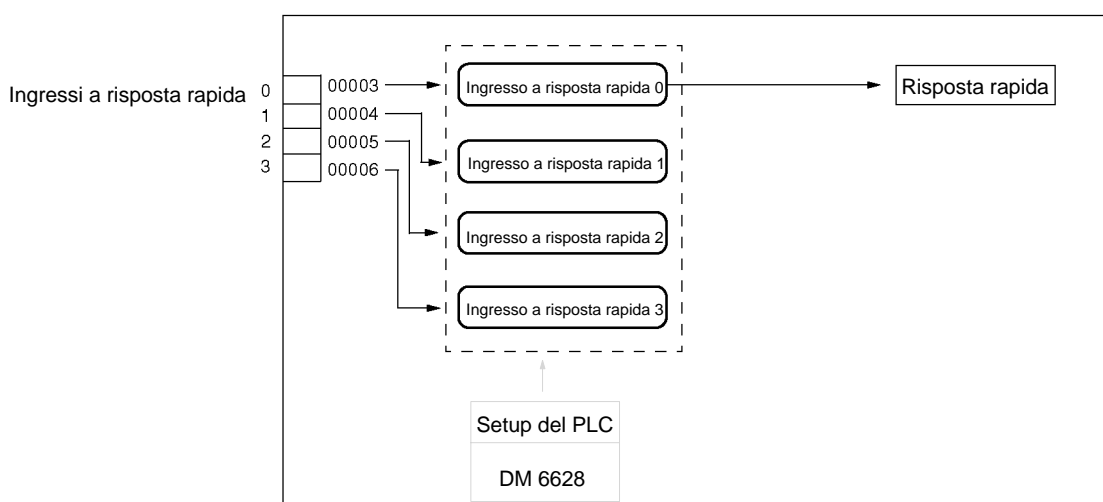 Ingressi a risposta rapida
0 00003
1 00004
2 00005
3 00006
Ingresso a risposta rapida 0
Ingresso a risposta rapida 1
Ingresso a risposta rapida 2
Ingresso a risposta rapida 3
Risposta rapida
Setup del PLC
DM 6628